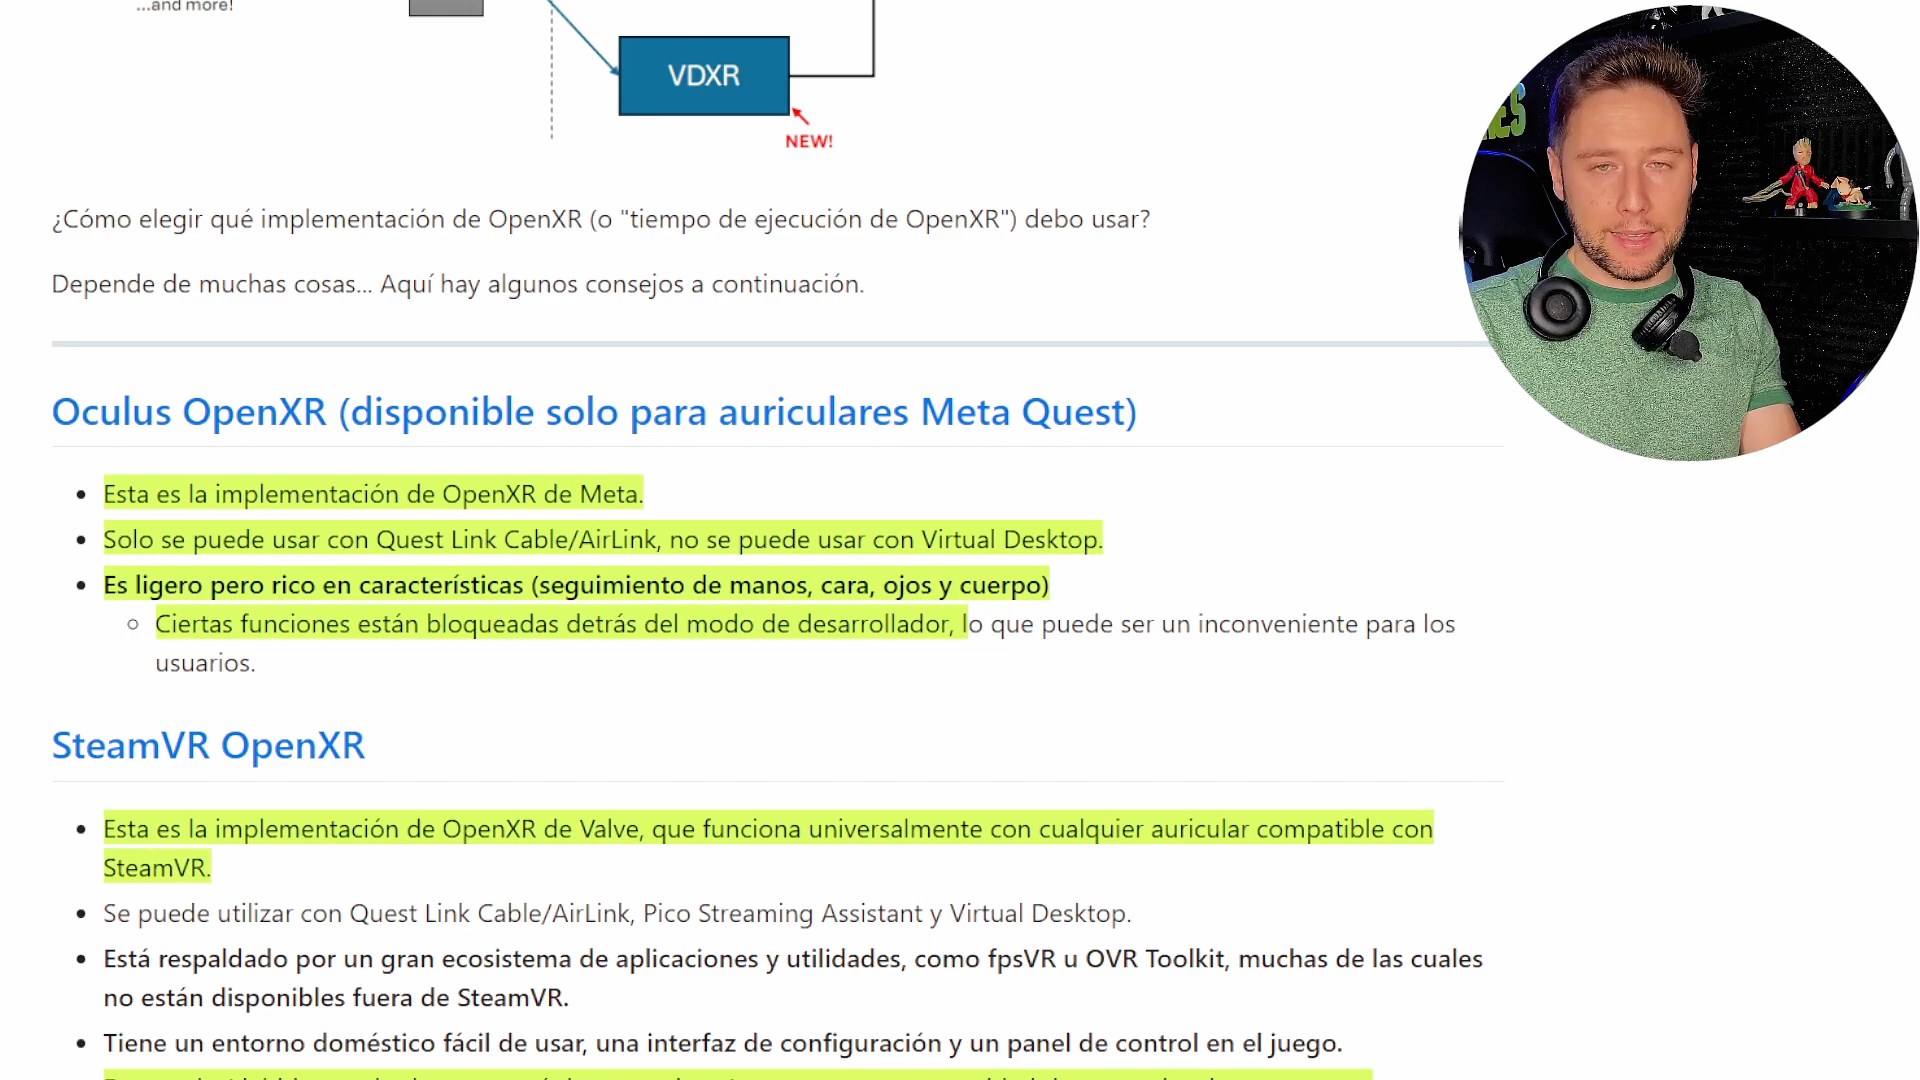 ...and more!
VDXR
NEW!
¿Cómo elegir qué implementación de OpenXR (o "tiempo de ejecución de OpenXR") debo usar?
Depende de muchas cosas... Aquí hay algunos consejos a continuación.
Oculus OpenXR (disponible solo para auriculares Meta Quest)
Esta es la implementación de OpenXR de Meta.
Solo se puede usar con Quest Link Cable/AirLink, no se puede usar con Virtual Desktop.
Es ligero pero rico en características (seguimiento de manos, cara, ojos y cuerpo)
Ciertas funciones están bloqueadas detrás del modo de desarrollador, lo que puede ser un inconveniente para los
usuarios.
SteamVR OpenXR
Esta es la implementación de OpenXR de Valve, que funciona universalmente con cualquier auricular compatible con
SteamVR.
Se puede utilizar con Quest Link Cable/AirLink, Pico Streaming Assistant y Virtual Desktop.
Está respaldado por un gran ecosistema de aplicaciones y utilidades, como fpsVR u OVR Toolkit, muchas de las cuales
no están disponibles fuera de SteamVR.
Tiene un entorno doméstico fácil de usar, una interfaz de configuración y un panel de control en el juego.